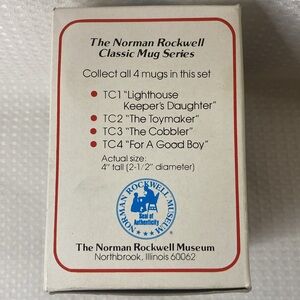 The Norman Rockwell
Classic Mug Series
Collect all 4 mugs in this set
• TC1 "Lighthouse
Keeper's Daughter"
• TC2 "The Toymaker"
• TC3 "The Cobbler"
• TC4 "For A Good Boy"
Actual size:
4" tall (2-1/2" diameter)
NORMAN ROCKWELL MUSEUM
Seal of
Authenticity
The Norman Rockwell Museum
Northbrook, Illinois 60062